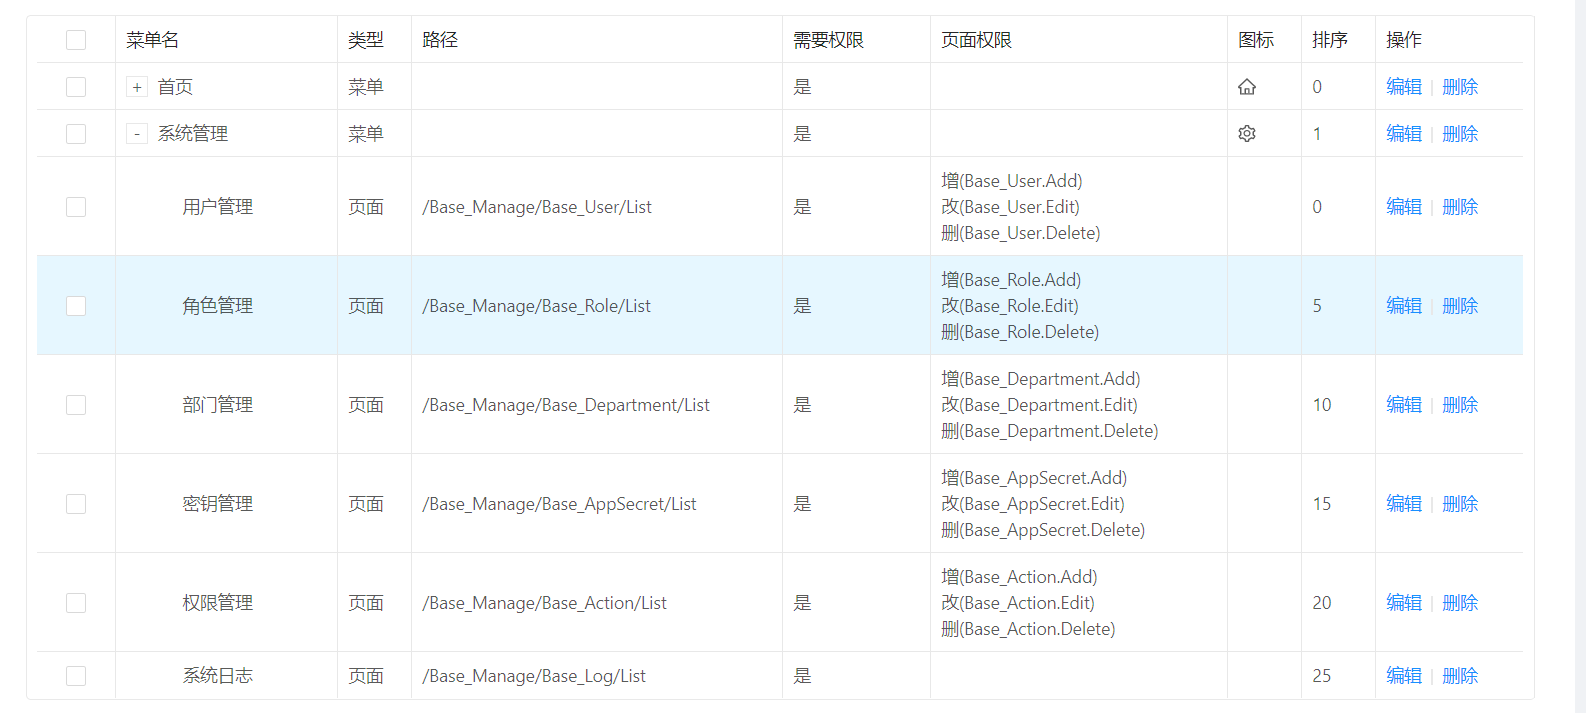 菜单名 类型 路径 需要权限 页面权限 图标 排序 操作
+ 首页 菜单 是 0 编辑 | 删除
- 系统管理 菜单 是 1 编辑 | 删除
用户管理 页面 /Base_Manage/Base_User/List 是 增(Base_User.Add)
改(Base_User.Edit)
删(Base_User.Delete) 0 编辑 | 删除
角色管理 页面 /Base_Manage/Base_Role/List 是 增(Base_Role.Add)
改(Base_Role.Edit)
删(Base_Role.Delete) 5 编辑 | 删除
部门管理 页面 /Base_Manage/Base_Department/List 是 增(Base_Department.Add)
改(Base_Department.Edit)
删(Base_Department.Delete) 10 编辑 | 删除
密钥管理 页面 /Base_Manage/Base_AppSecret/List 是 增(Base_AppSecret.Add)
改(Base_AppSecret.Edit)
删(Base_AppSecret.Delete) 15 编辑 | 删除
权限管理 页面 /Base_Manage/Base_Action/List 是 增(Base_Action.Add)
改(Base_Action.Edit)
删(Base_Action.Delete) 20 编辑 | 删除
系统日志 页面 /Base_Manage/Base_Log/List 是 25 编辑 | 删除